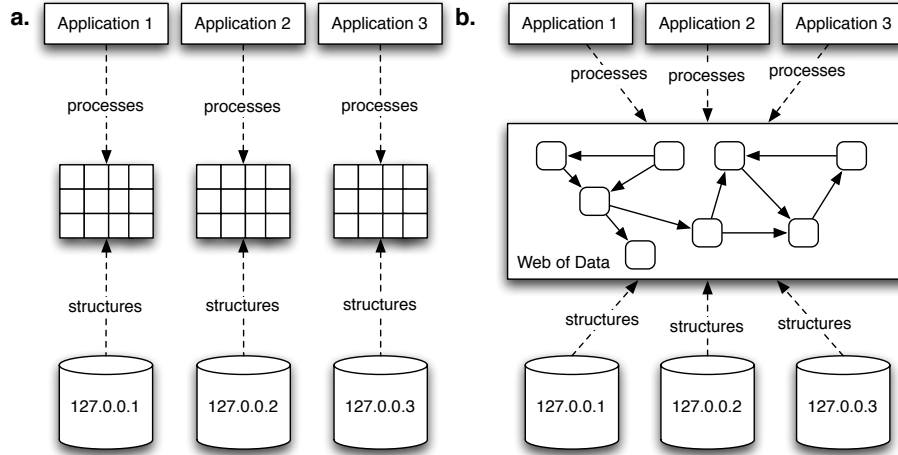 a.
Application 1
Application 2
Application 3
processes
processes
processes
structures
structures
structures
127.0.0.1
127.0.0.2
127.0.0.3
b.
Application 1
Application 2
Application 3
processes
processes
processes
Web of Data
structures
structures
structures
127.0.0.1
127.0.0.2
127.0.0.3